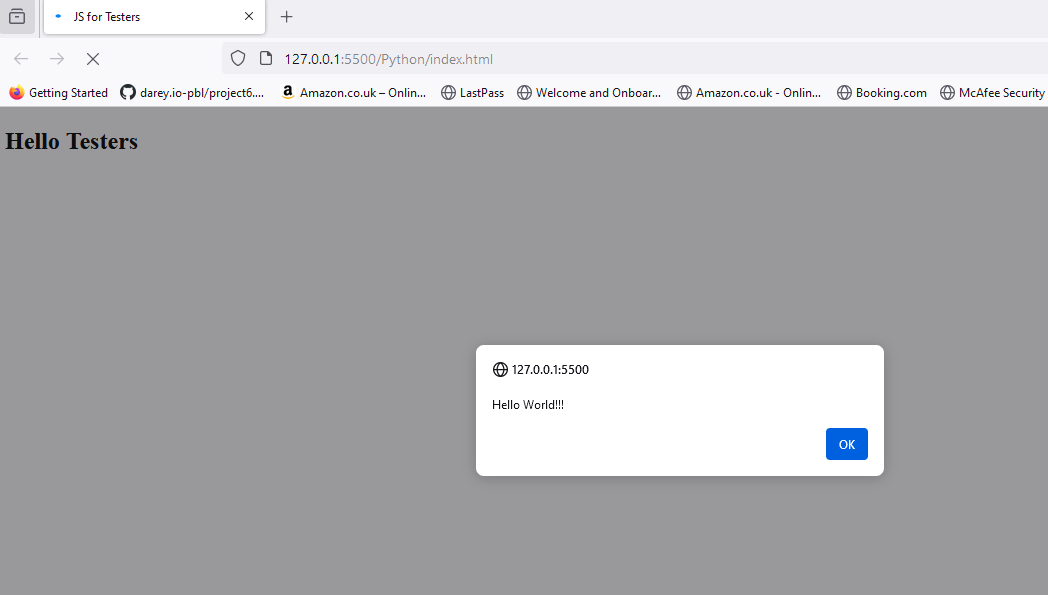 JS for Testers
127.0.0.1:5500/Python/index.html
Getting Started darey.io-pbl/project6.... a Amazon.co.uk – Onlin... LastPass Welcome and Onboar... Amazon.co.uk - Onlin... Booking.com McAfee Security
Hello Testers
127.0.0.1:5500
Hello World!!!
OK